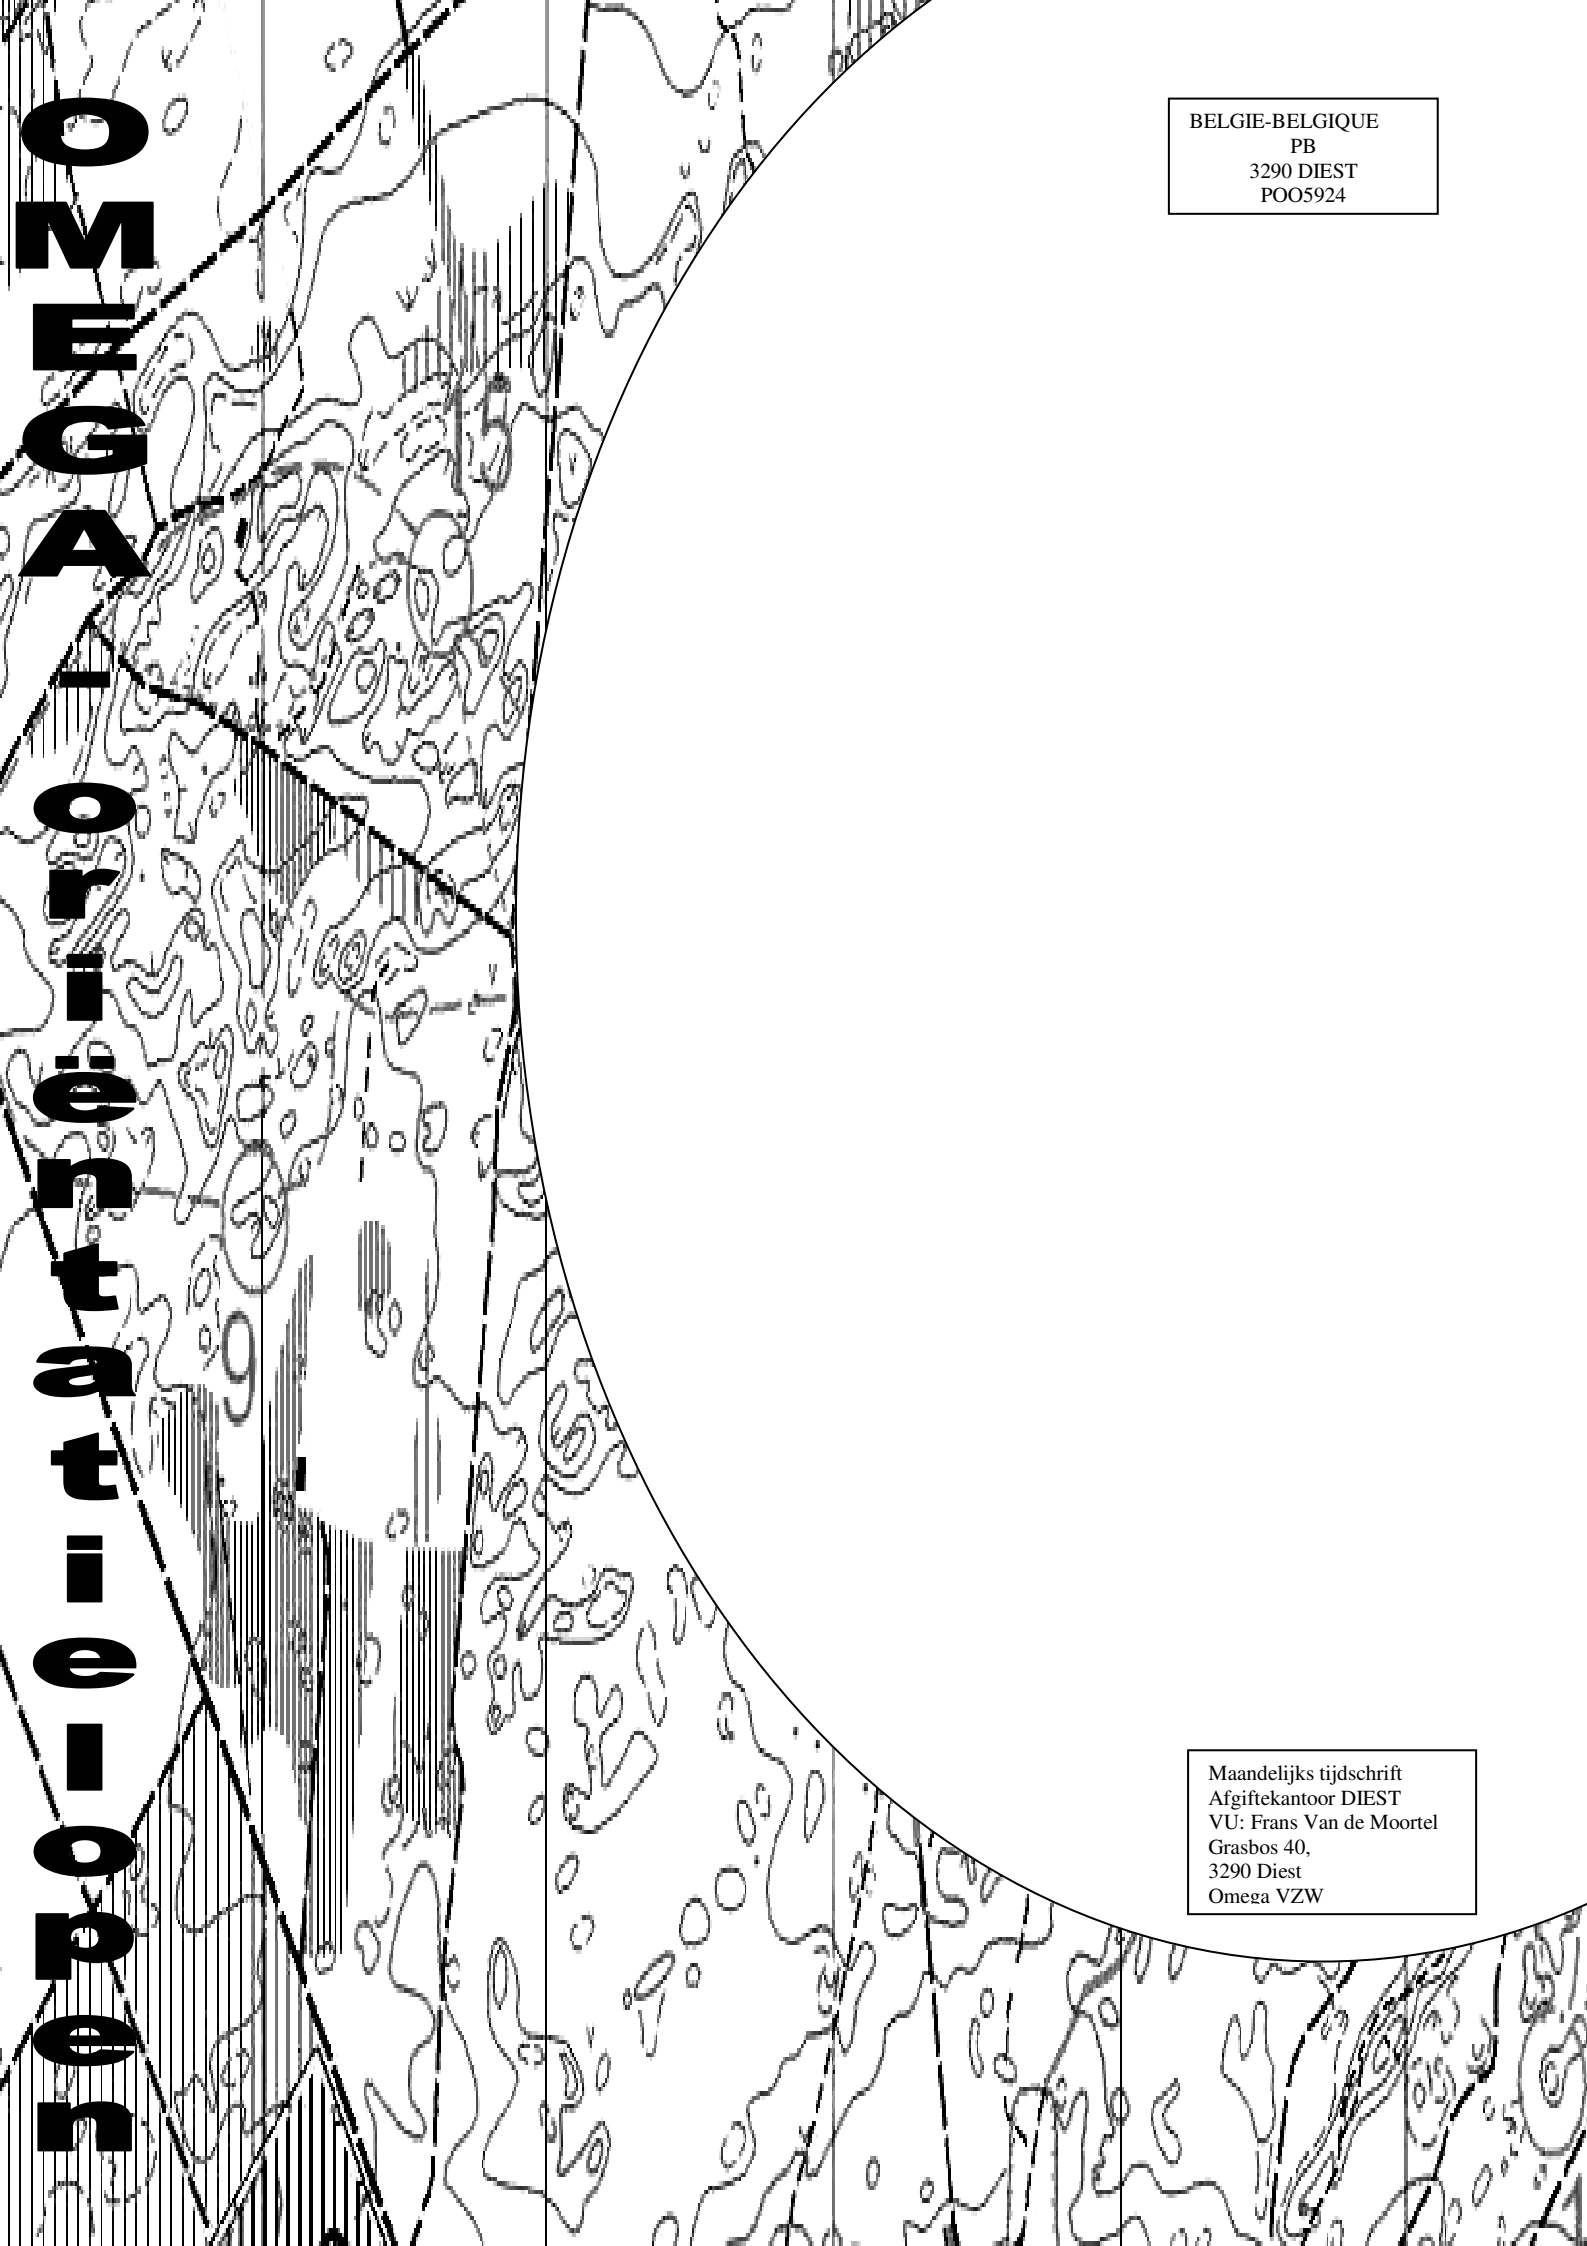 OMEGA - oriëntatielopen
BELGIE-BELGIQUE
PB
3290 DIEST
POO5924
9
Maandelijks tijdschrift
Afgiftekantoor DIEST
VU: Frans Van de Moortel
Grasbos 40,
3290 Diest
Omega VZW